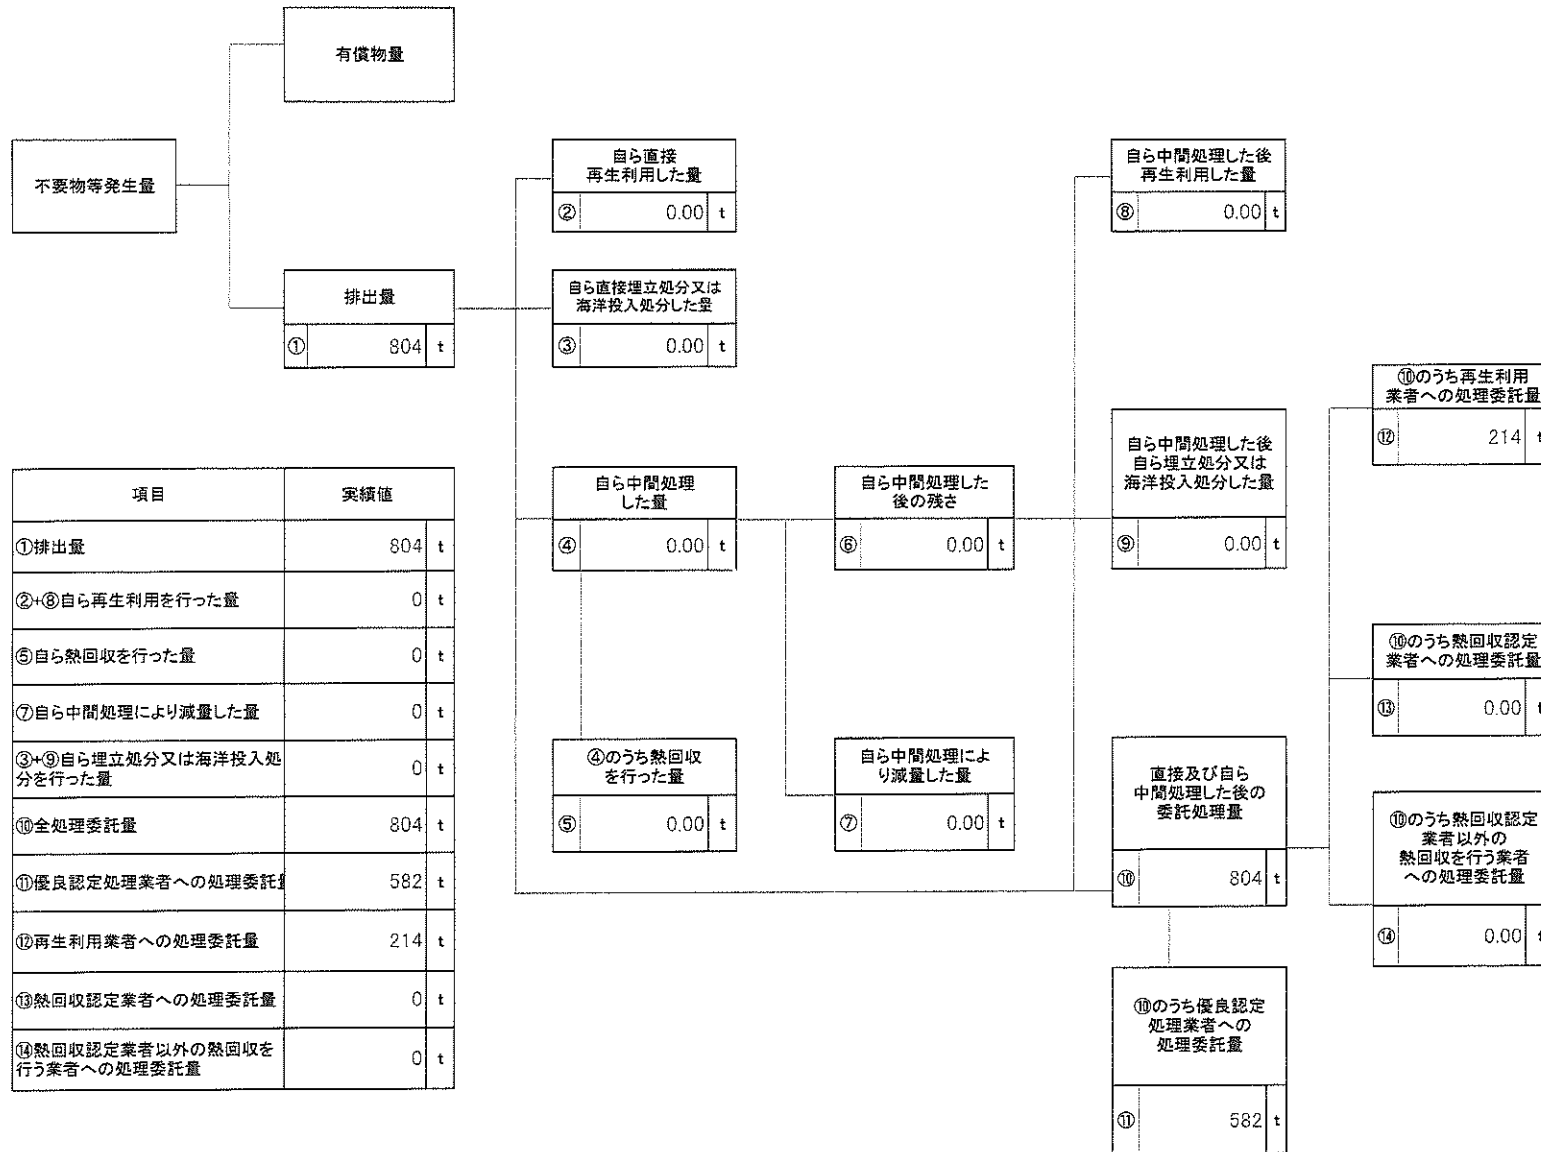 有償物量
不要物等発生量
排出量
① 804 t
自ら直接
再生利用した量
② 0.00 t
自ら直接埋立処分又は
海洋投入処分した量
③ 0.00 t
自ら中間処理
した量
④ 0.00 t
④のうち熱回収
を行った量
⑤ 0.00 t
自ら中間処理した
後の残さ
⑥ 0.00 t
自ら中間処理によ
り減量した量
⑦ 0.00 t
自ら中間処理した後
再生利用した量
⑧ 0.00 t
自ら中間処理した後
自ら埋立処分又は
海洋投入処分した量
⑨ 0.00 t
直接及び自ら
中間処理した後の
委託処理量
⑩ 804 t
⑩のうち優良認定
処理業者への
処理委託量
⑪ 582 t
⑩のうち再生利用
業者への処理委託量
⑫ 214 t
⑩のうち熱回収認定
業者への処理委託量
⑬ 0.00 t
⑩のうち熱回収認定
業者以外の
熱回収を行う業者
への処理委託量
⑭ 0.00 t
項目 実績値
①排出量 804 t
②+⑧自ら再生利用を行った量 0 t
⑤自ら熱回収を行った量 0 t
⑦自ら中間処理により減量した量 0 t
③+⑨自ら埋立処分又は海洋投入処
分を行った量 0 t
⑩全処理委託量 804 t
⑪優良認定処理業者への処理委託 582 t
⑫再生利用業者への処理委託量 214 t
⑬熱回収認定業者への処理委託量 0 t
⑭熱回収認定業者以外の熱回収を
行う業者への処理委託量 0 t